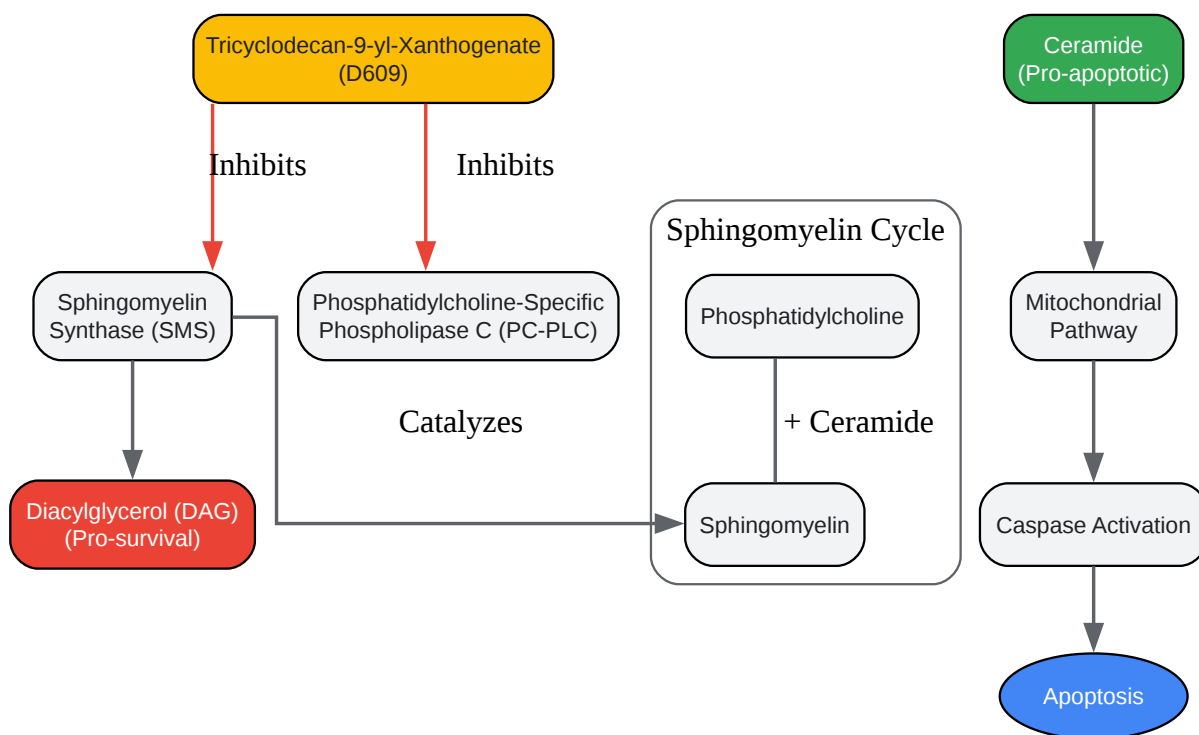 Tricyclodecan-9-yl-Xanthogenate
(D609)
Ceramide
(Pro-apoptotic)
Inhibits
Inhibits
Sphingomyelin Cycle
Sphingomyelin
Synthase (SMS)
Phosphatidylcholine-Specific
Phospholipase C (PC-PLC)
Phosphatidylcholine
Mitochondrial
Pathway
Catalyzes
+ Ceramide
Diacylglycerol (DAG)
(Pro-survival)
Sphingomyelin
Caspase Activation
Apoptosis